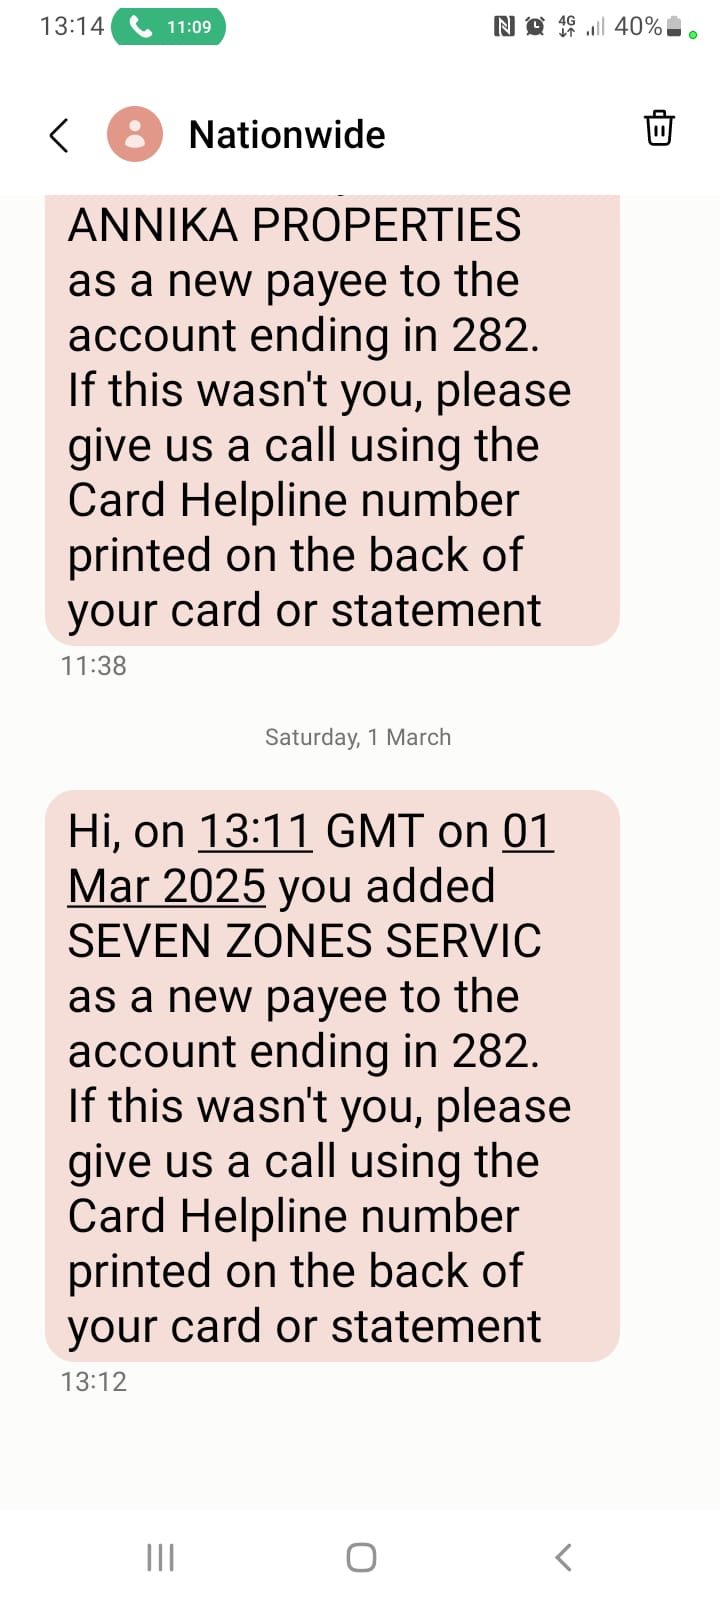 13:14 11:09 4G 40%
Nationwide
ANNIKA PROPERTIES
as a new payee to the
account ending in 282.
If this wasn't you, please
give us a call using the
Card Helpline number
printed on the back of
your card or statement
11:38
Saturday, 1 March
Hi, on 13:11 GMT on 01
Mar 2025 you added
SEVEN ZONES SERVIC
as a new payee to the
account ending in 282.
If this wasn't you, please
give us a call using the
Card Helpline number
printed on the back of
your card or statement
13:12